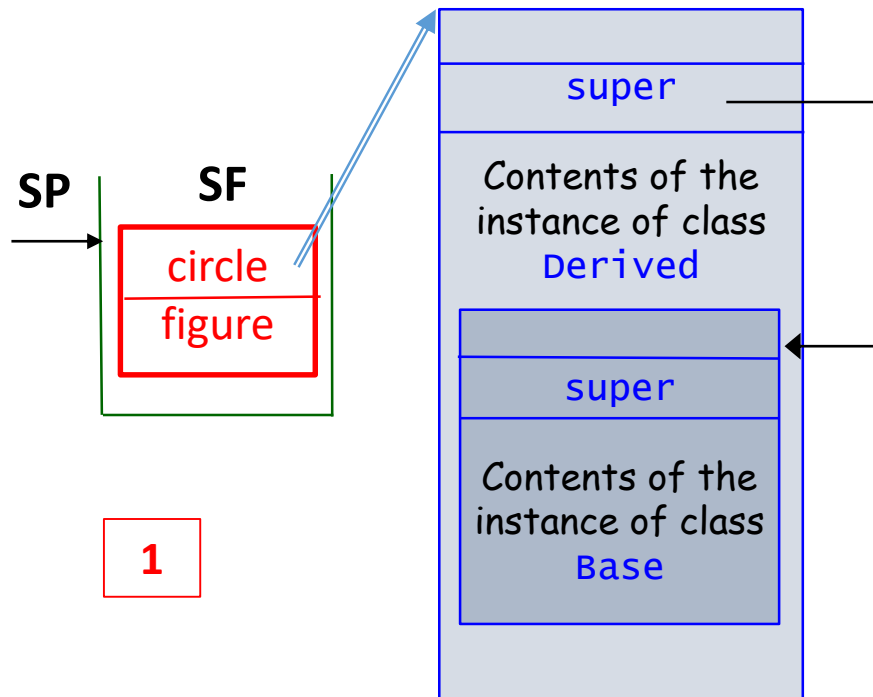 SP
SF
circle
figure
1
super
Contents of the
instance of class
Derived
super
Contents of the
instance of class
Base